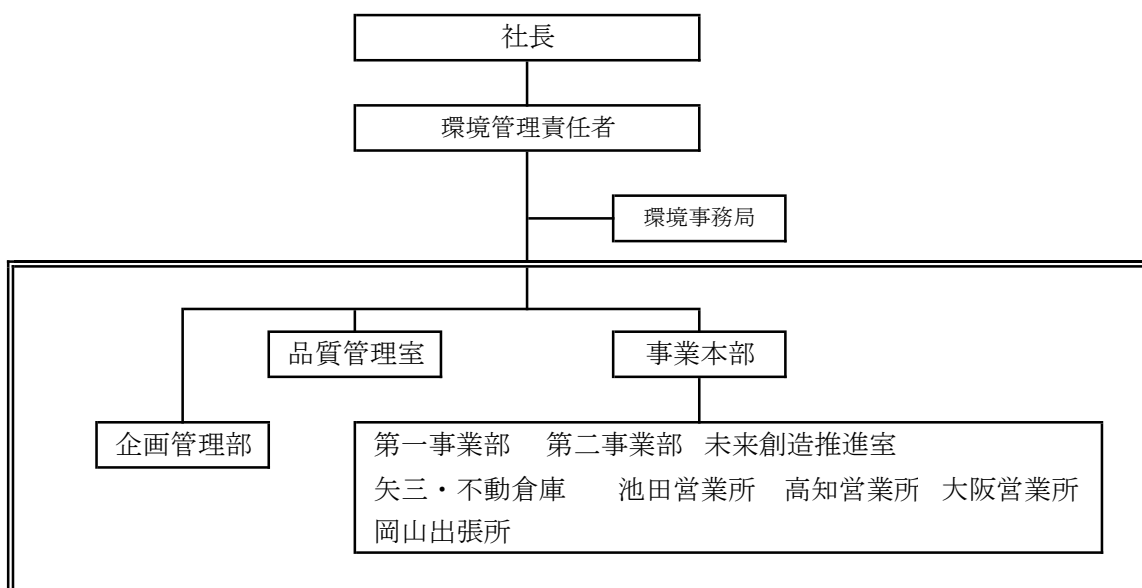 社長
環境管理責任者
環境事務局
品質管理室
事業本部
企画管理部
第一事業部 第二事業部 未来創造推進室
矢三・不動倉庫 池田営業所 高知営業所 大阪営業所
岡山出張所